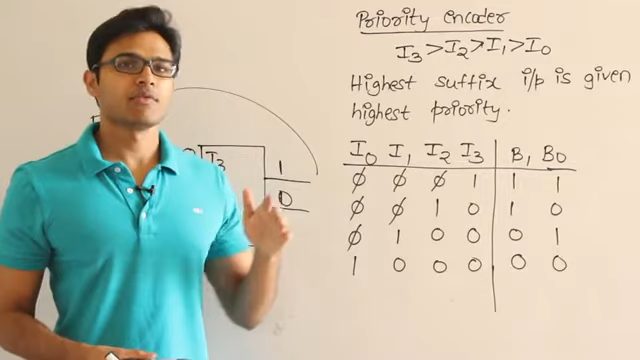 Priority encoder
I3 > I2 > I1 > I0
Highest suffix i/p is given
highest priority.
I0 I1 I2 I3 B1 B0
ϕ ϕ ϕ 1 1 1
ϕ ϕ 1 0 1 0
ϕ 1 0 0 0 1
1 0 0 0 0 0
I3 1
0